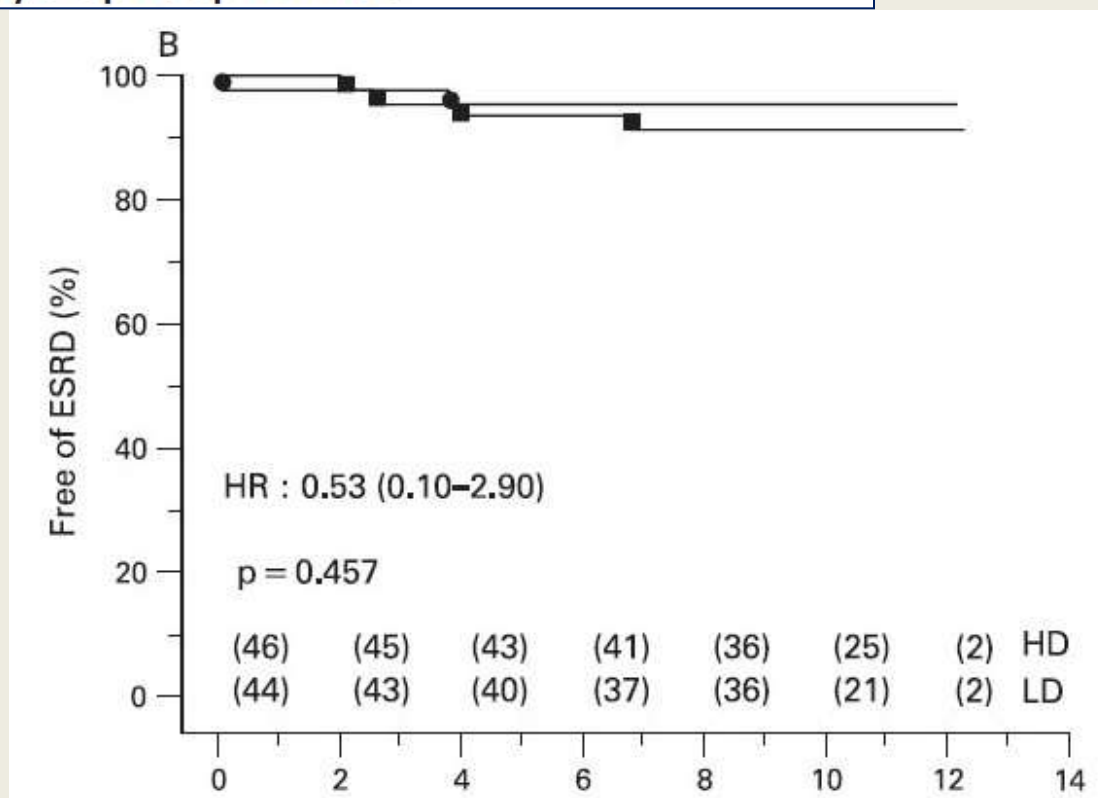 B
100
80
60
40
20
0
Free of ESRD (%)
HR : 0.53 (0.10–2.90)
p = 0.457
(46) (45) (43) (41) (36) (25) (2) HD
(44) (43) (40) (37) (36) (21) (2) LD
0 2 4 6 8 10 12 14